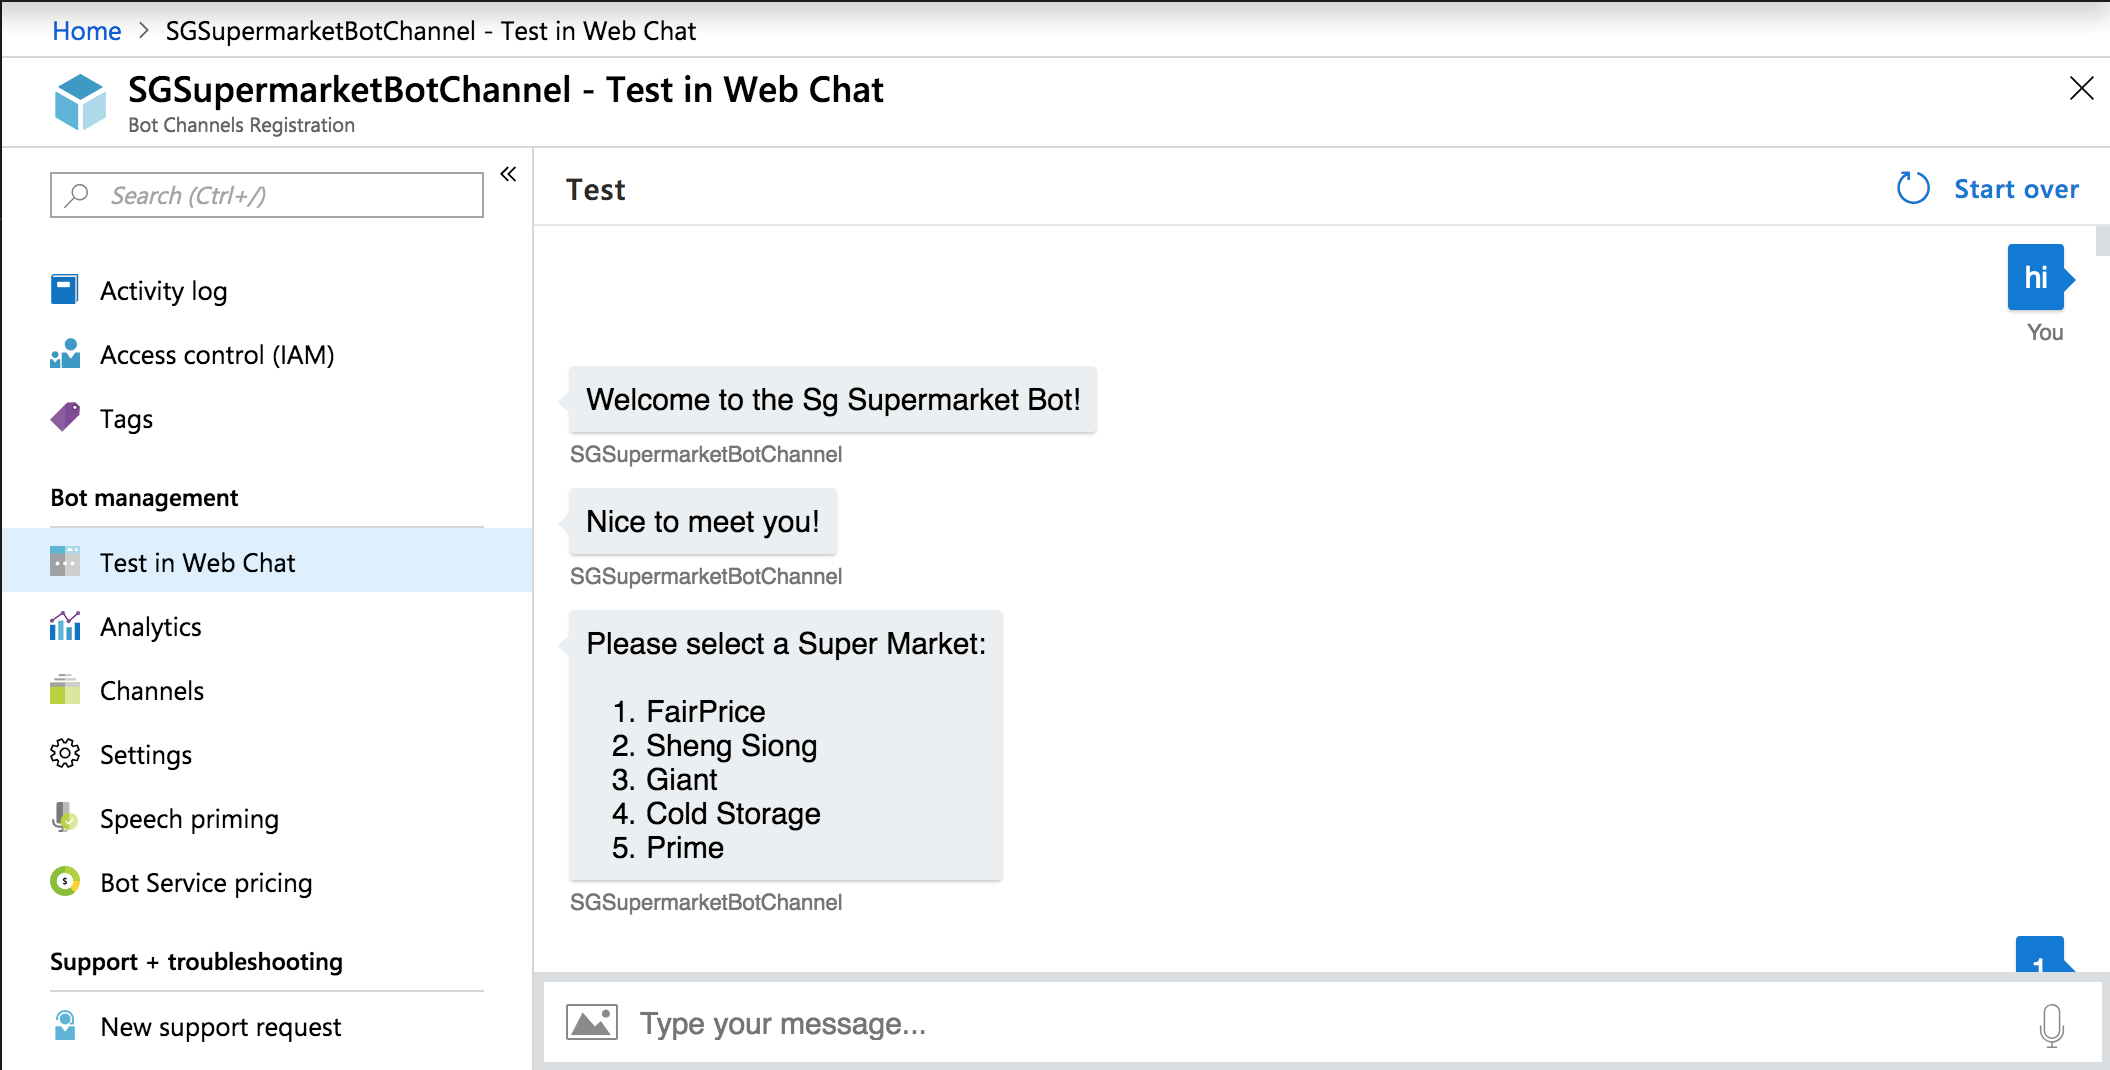 Home > SGSupermarketBotChannel - Test in Web Chat
SGSupermarketBotChannel - Test in Web Chat
Bot Channels Registration
Search (Ctrl+/)
Activity log
Access control (IAM)
Tags
Bot management
Test in Web Chat
Analytics
Channels
Settings
Speech priming
Bot Service pricing
Support + troubleshooting
New support request
Test
Start over
hi
You
Welcome to the Sg Supermarket Bot!
SGSupermarketBotChannel
Nice to meet you!
SGSupermarketBotChannel
Please select a Super Market:
1. FairPrice
2. Sheng Siong
3. Giant
4. Cold Storage
5. Prime
SGSupermarketBotChannel
1
Type your message...